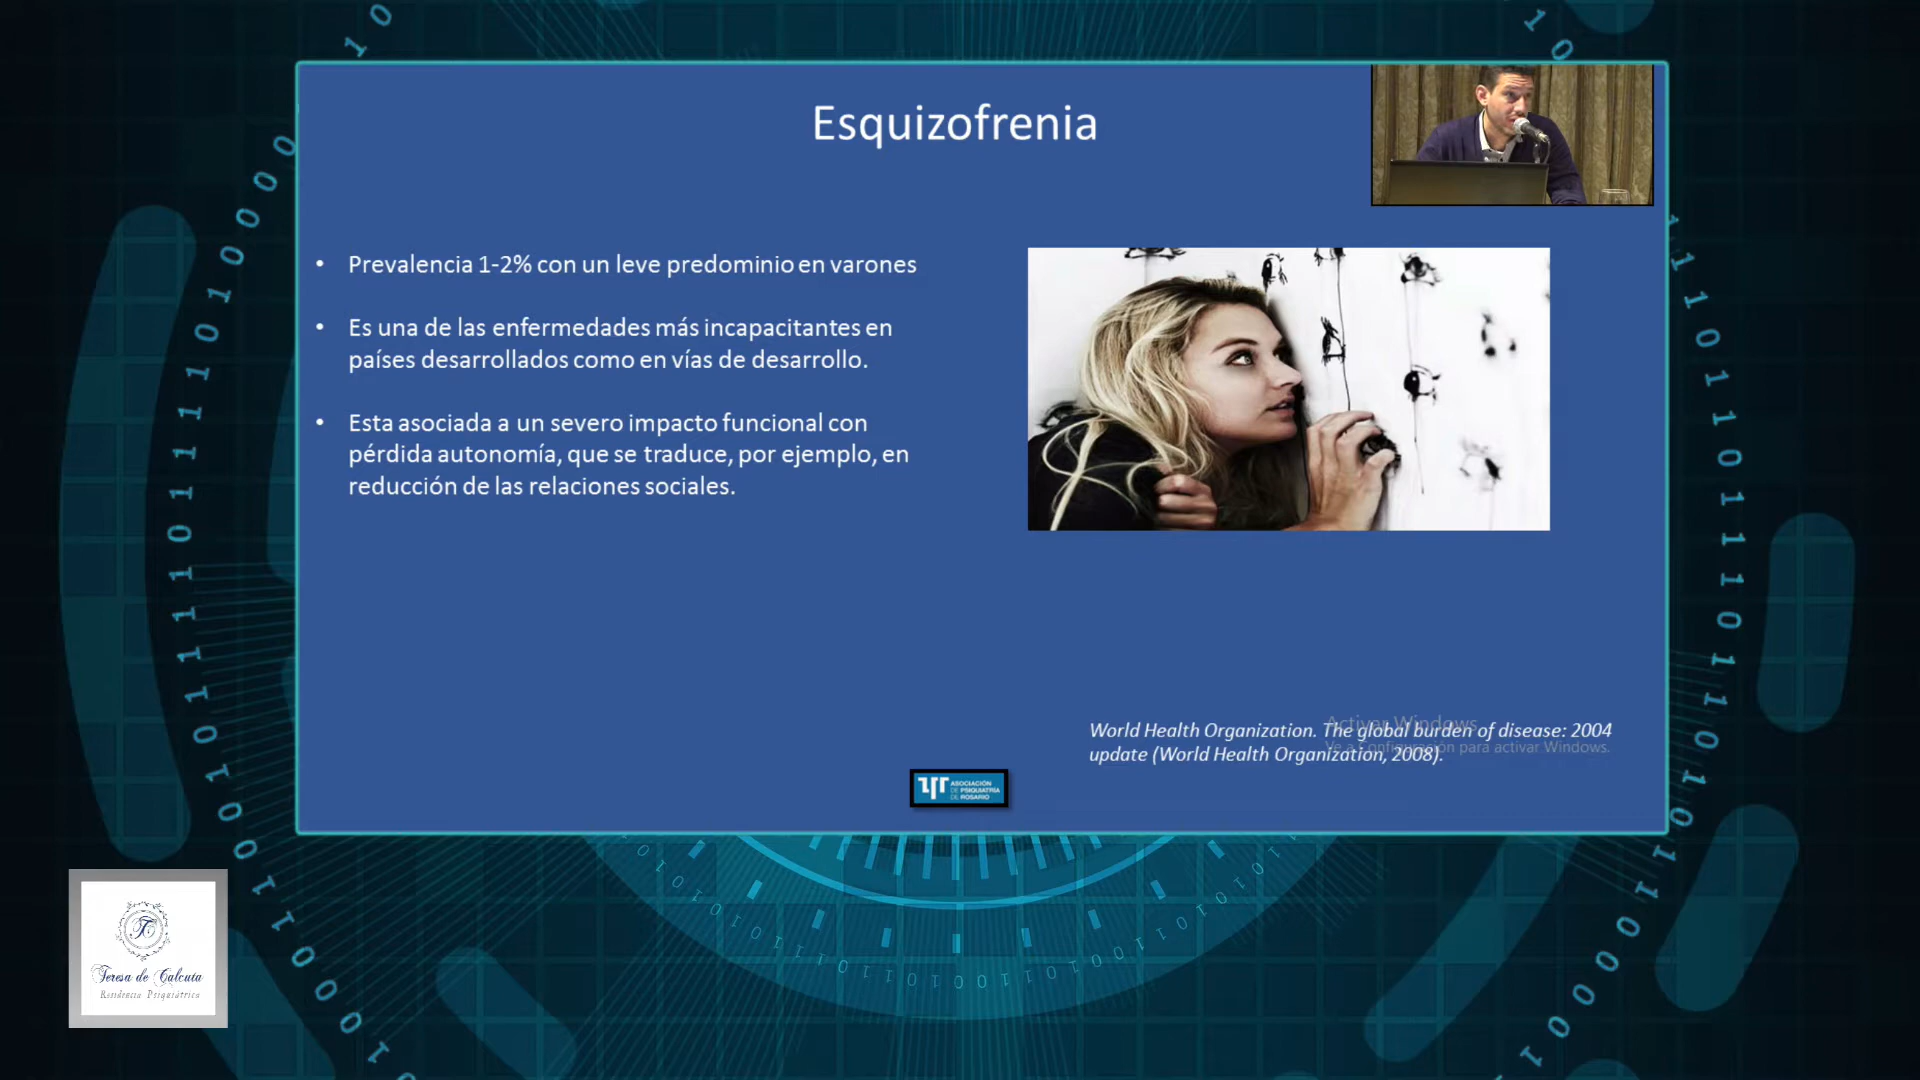 Esquizofrenia
• Prevalencia 1-2% con un leve predominio en varones
• Es una de las enfermedades más incapacitantes en
países desarrollados como en vías de desarrollo.
• Esta asociada a un severo impacto funcional con
pérdida autonomía, que se traduce, por ejemplo, en
reducción de las relaciones sociales.
World Health Organization. The global burden of disease: 2004
update (World Health Organization, 2008).
Activar Windows
Ve a Configuración para activar Windows.
ASOCIACIÓN
DE PSIQUIATRÍA
DE ROSARIO
Teresa de Calcuta
Residencia Psiquiátrica